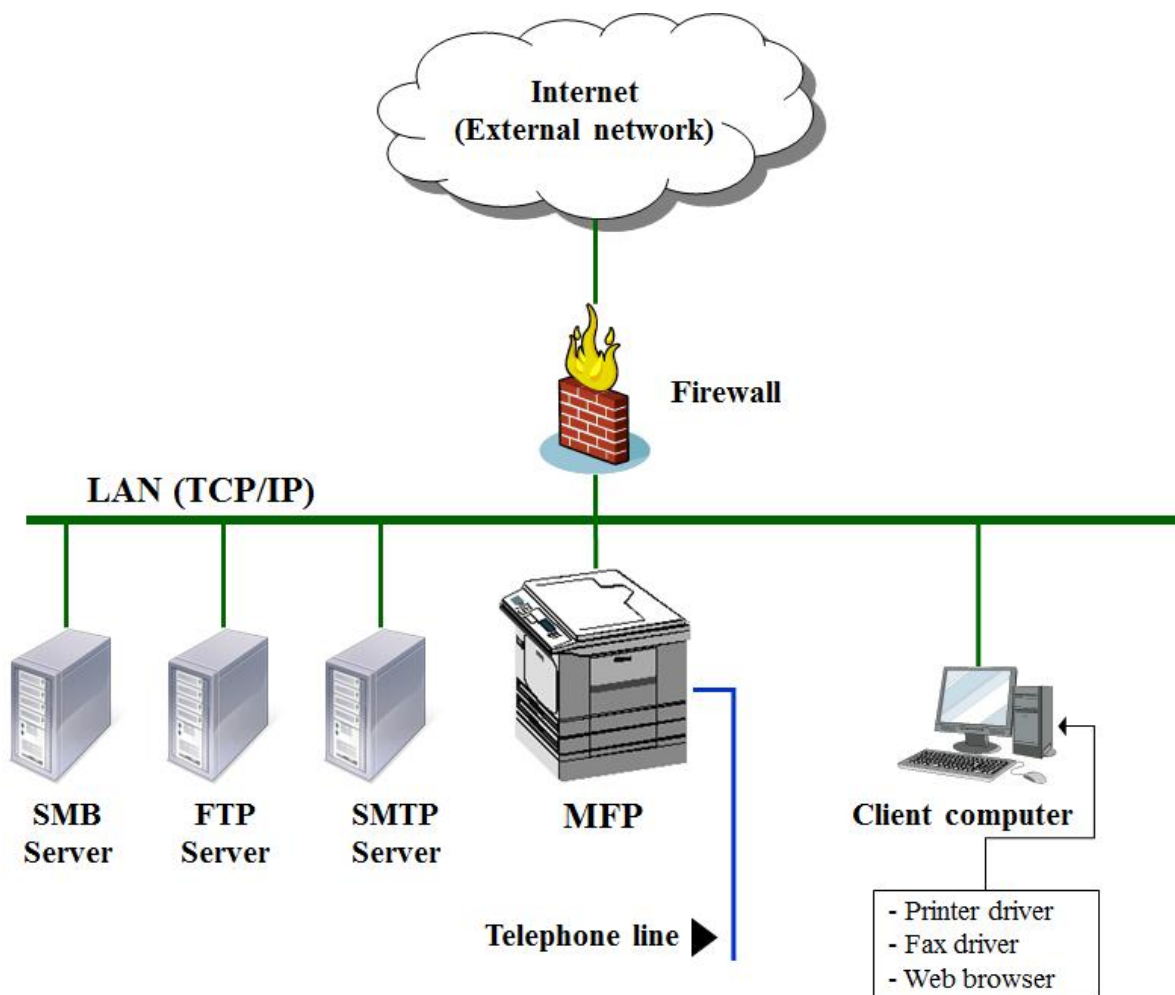 Internet
(External network)
Firewall
LAN (TCP/IP)
SMB
Server
FTP
Server
SMTP
Server
MFP
Client computer
Telephone line
- Printer driver
- Fax driver
- Web browser